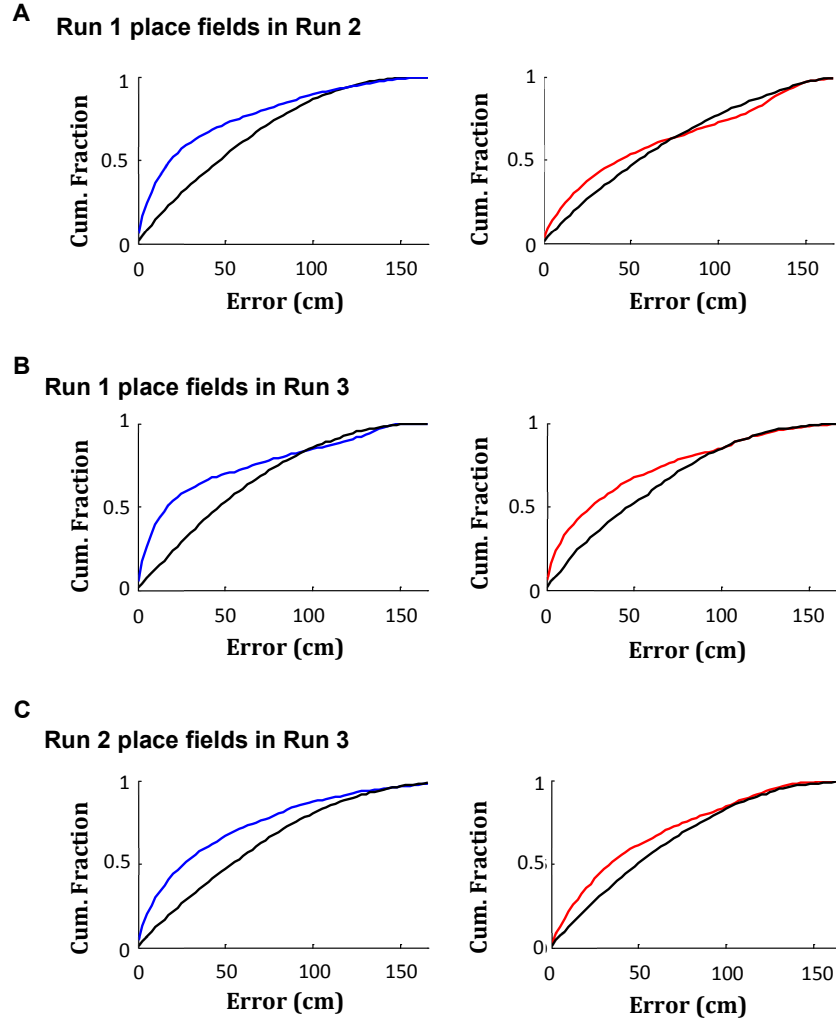 A
Run 1 place fields in Run 2
Cum. Fraction
1
0.5
0
0 50 100 150
Error (cm)
Cum. Fraction
1
0.5
0
0 50 100 150
Error (cm)
B
Run 1 place fields in Run 3
Cum. Fraction
1
0.5
0
0 50 100 150
Error (cm)
Cum. Fraction
1
0.5
0
0 50 100 150
Error (cm)
C
Run 2 place fields in Run 3
Cum. Fraction
1
0.5
0
0 50 100 150
Error (cm)
Cum. Fraction
1
0.5
0
0 50 100 150
Error (cm)